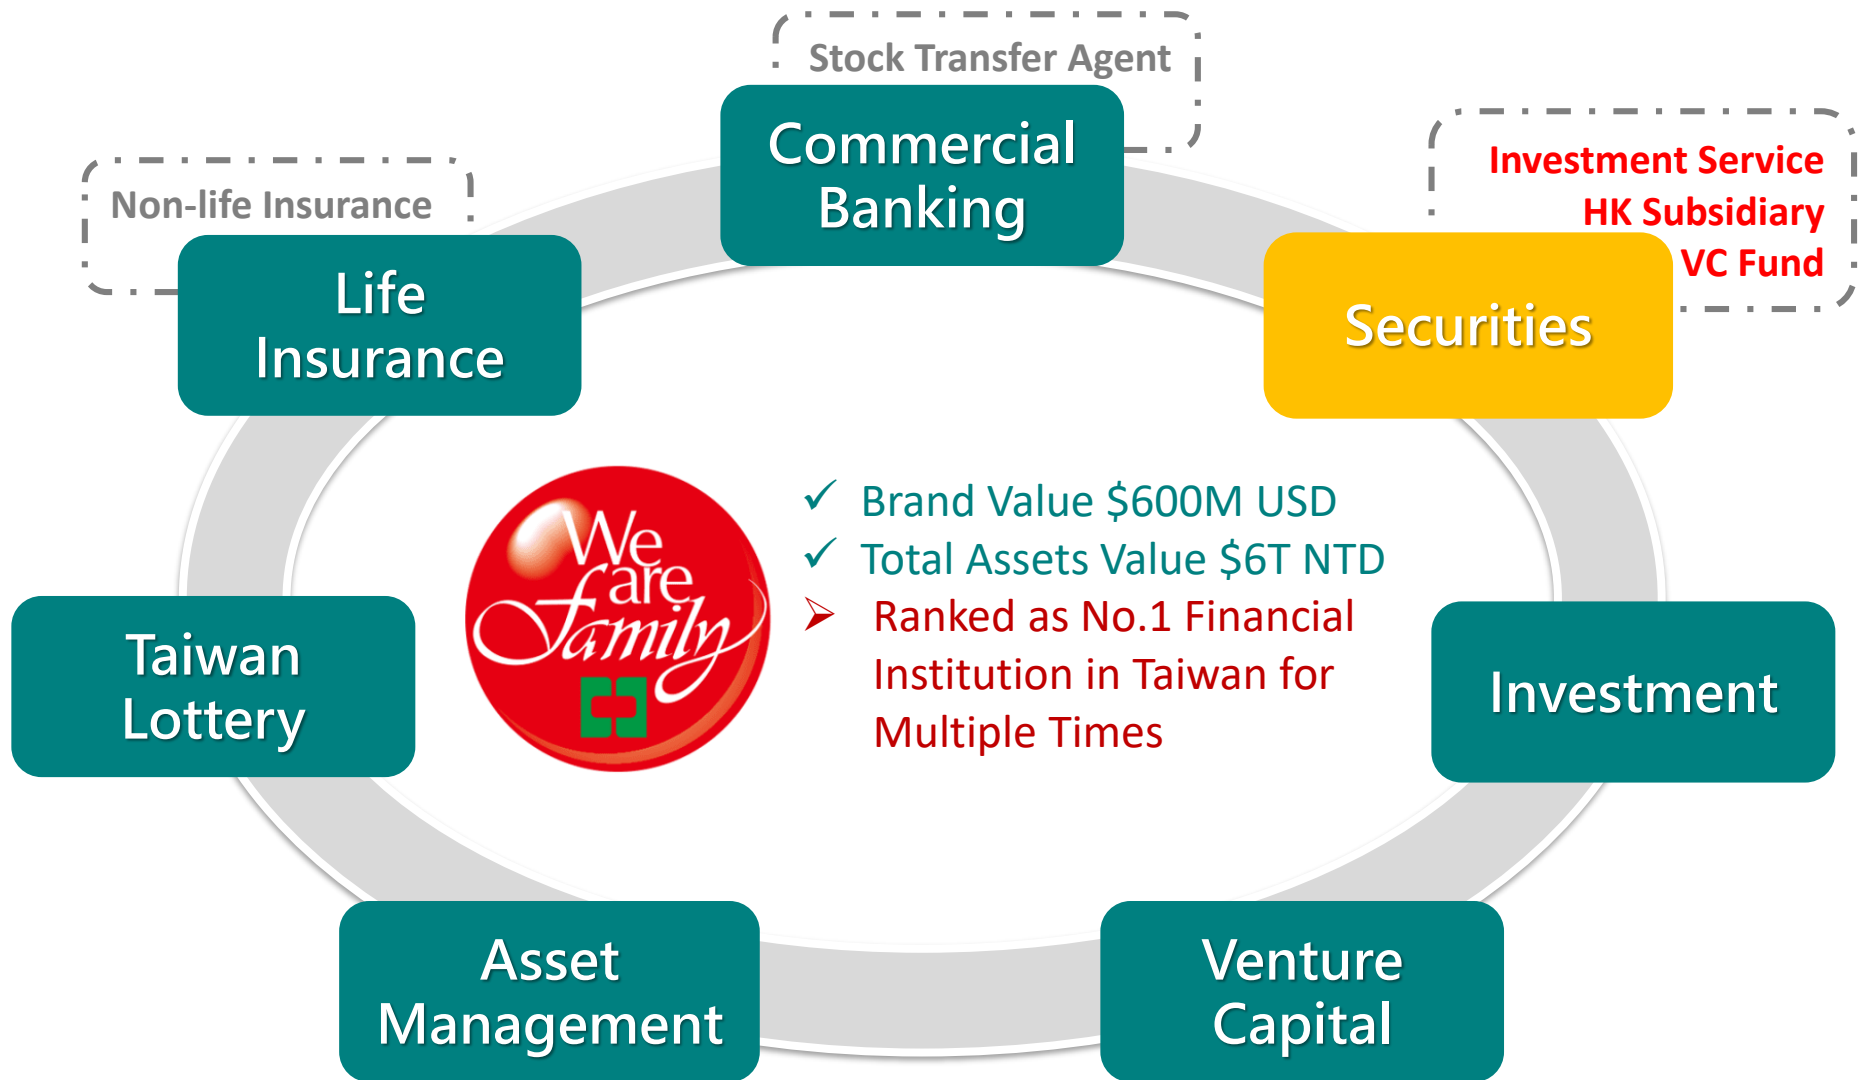 Stock Transfer Agent
Commercial
Banking
Non-life Insurance
Life
Insurance
Investment Service
HK Subsidiary
VC Fund
Securities
We
are
Family
✓ Brand Value $600M USD
✓ Total Assets Value $6T NTD
➢ Ranked as No.1 Financial
Institution in Taiwan for
Multiple Times
Taiwan
Lottery
Investment
Asset
Management
Venture
Capital